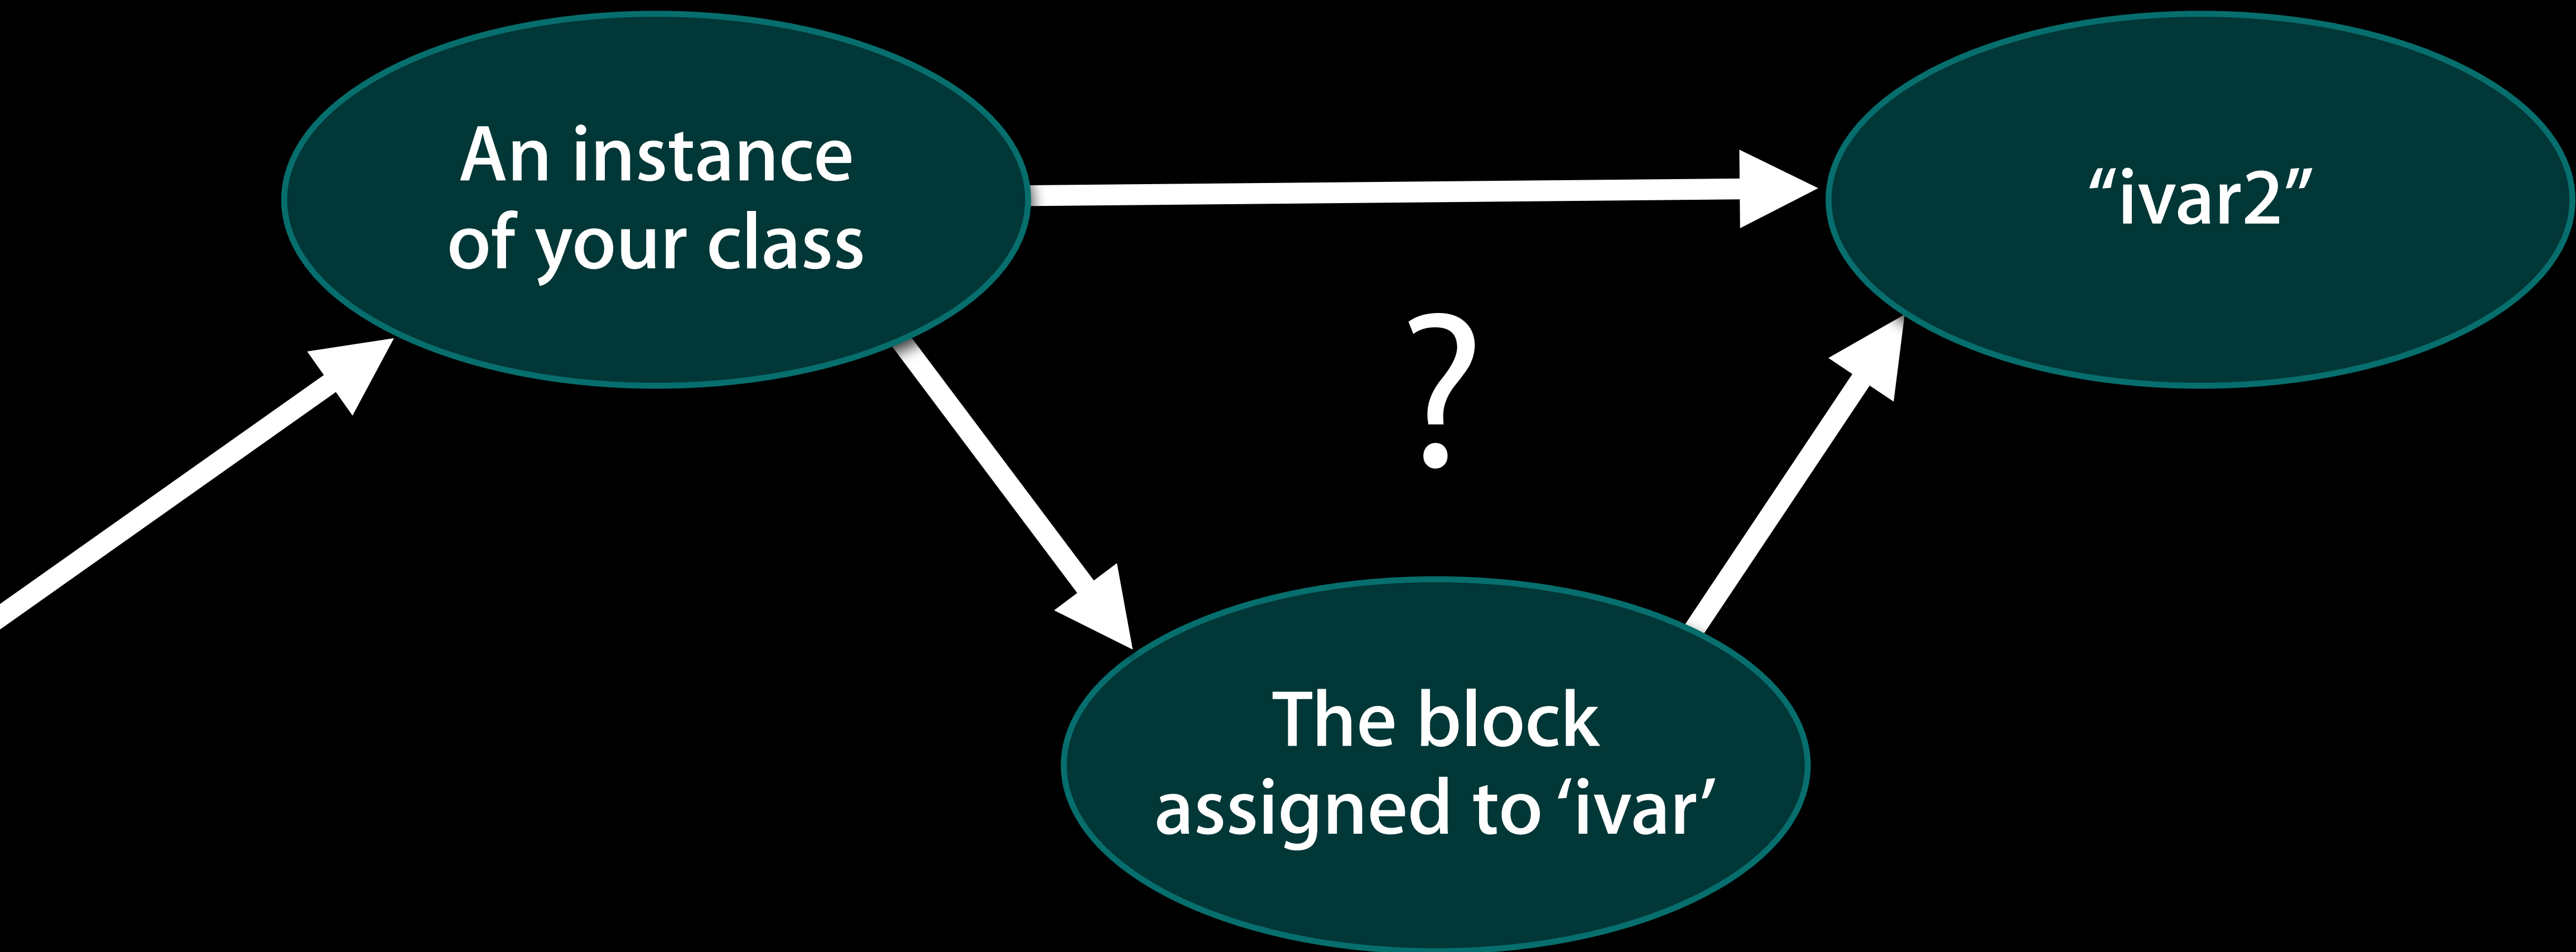 An instance
of your class
“ivar2”
?
The block
assigned to ‘ivar’